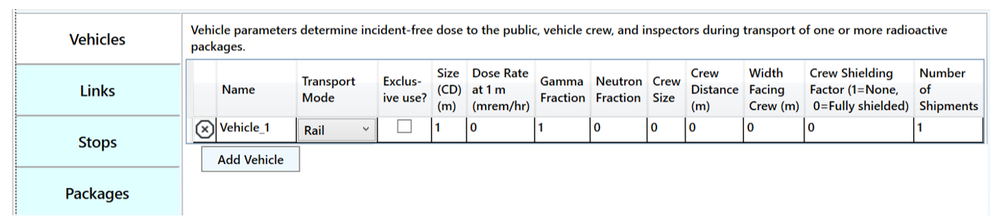 Vehicles
Links
Stops
Packages
Vehicle parameters determine incident-free dose to the public, vehicle crew, and inspectors during transport of one or more radioactive
packages.
Name
Transport
Mode
Exclus-
ive use?
Size
(CD)
(m)
Dose Rate
at 1 m
(mrem/hr)
Gamma
Fraction
Neutron
Fraction
Crew
Size
Crew
Distance
(m)
Width
Facing
Crew (m)
Crew Shielding
Factor (1=None,
0=Fully shielded)
Number
of
Shipments
Vehicle_1 Rail 1 0 1 0 0 0 0 0 1
Add Vehicle